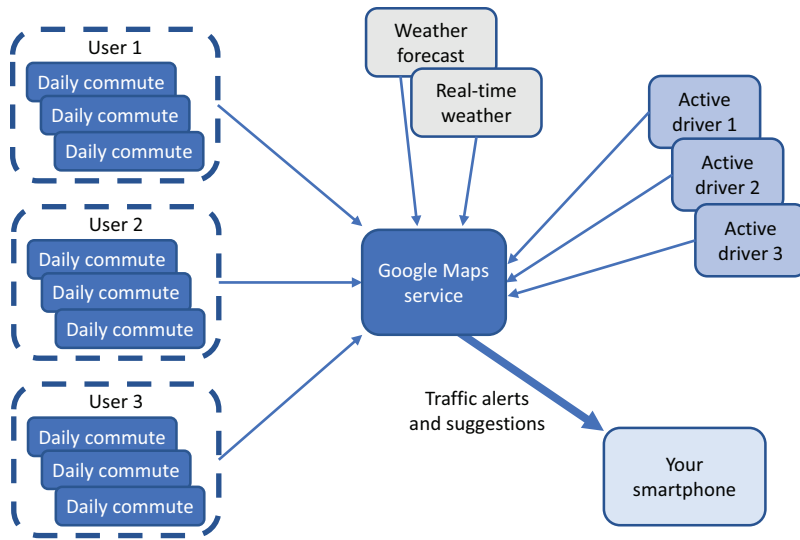 User 1
Daily commute
Daily commute
Daily commute
User 2
Daily commute
Daily commute
Daily commute
User 3
Daily commute
Daily commute
Daily commute
Weather
forecast
Real-time
weather
Google Maps
service
Active
driver 1
Active
driver 2
Active
driver 3
Traffic alerts
and suggestions
Your
smartphone